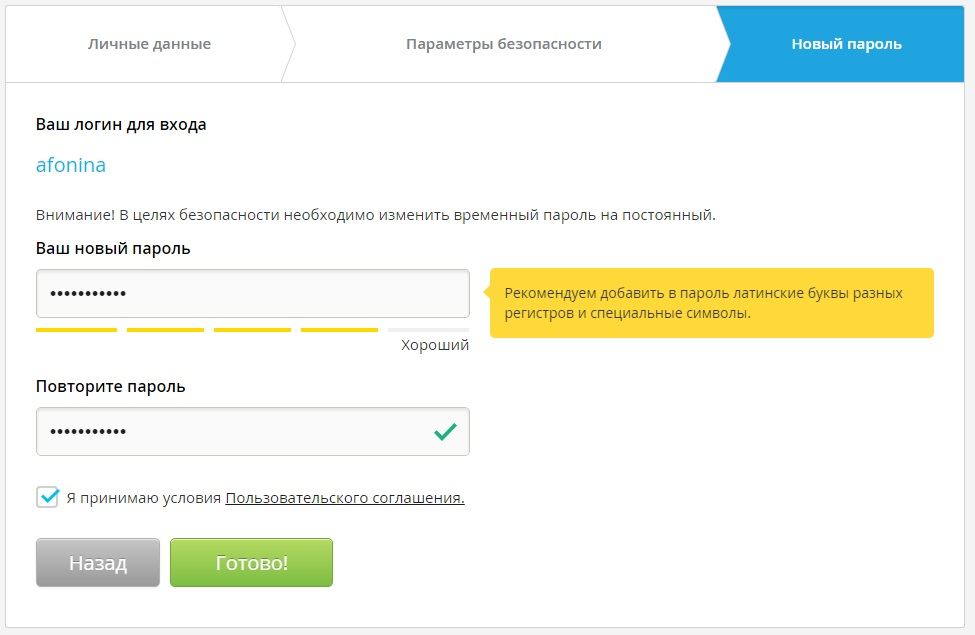 Личные данные
Параметры безопасности
Новый пароль
Ваш логин для входа
afonina
Внимание! В целях безопасности необходимо изменить временный пароль на постоянный.
Ваш новый пароль
•••••••••••
Рекомендуем добавить в пароль латинские буквы разных
регистров и специальные символы.
Хороший
Повторите пароль
•••••••••••
Я принимаю условия Пользовательского соглашения.
Назад
Готово!